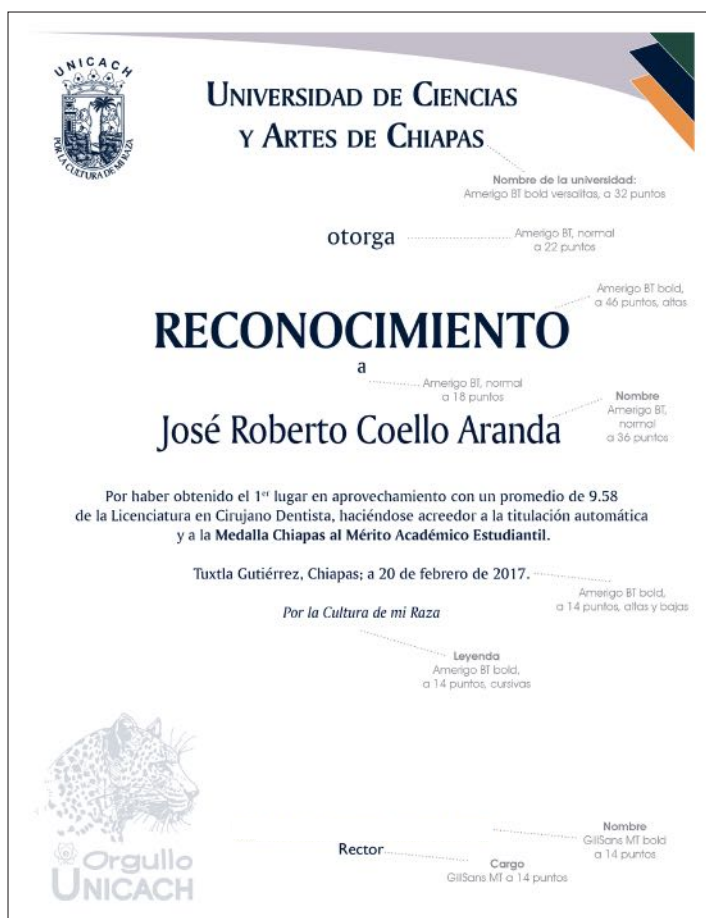 UNICACH
POR LA CULTURA DE MI RAZA
UNIVERSIDAD DE CIENCIAS
Y ARTES DE CHIAPAS
Nombre de la universidad:
Amerigo BT bold versalitas, a 32 puntos
otorga
Amerigo BT, normal
a 22 puntos
Amerigo BT bold,
a 46 puntos, altas
RECONOCIMIENTO
a
Amerigo BT, normal
a 18 puntos
Nombre
Amerigo BT,
normal
a 36 puntos
José Roberto Coello Aranda
Por haber obtenido el 1er lugar en aprovechamiento con un promedio de 9.58
de la Licenciatura en Cirujano Dentista, haciéndose acreedor a la titulación automática
y a la Medalla Chiapas al Mérito Académico Estudiantil.
Tuxtla Gutiérrez, Chiapas; a 20 de febrero de 2017.
Amerigo BT bold,
a 14 puntos, altas y bajas
Por la Cultura de mi Raza
Leyenda
Amerigo BT bold,
a 14 puntos, cursivas
Nombre
GillSans MT bold
a 14 puntos
Rector
Cargo
GillSans MT a 14 puntos
Orgullo
UNICACH